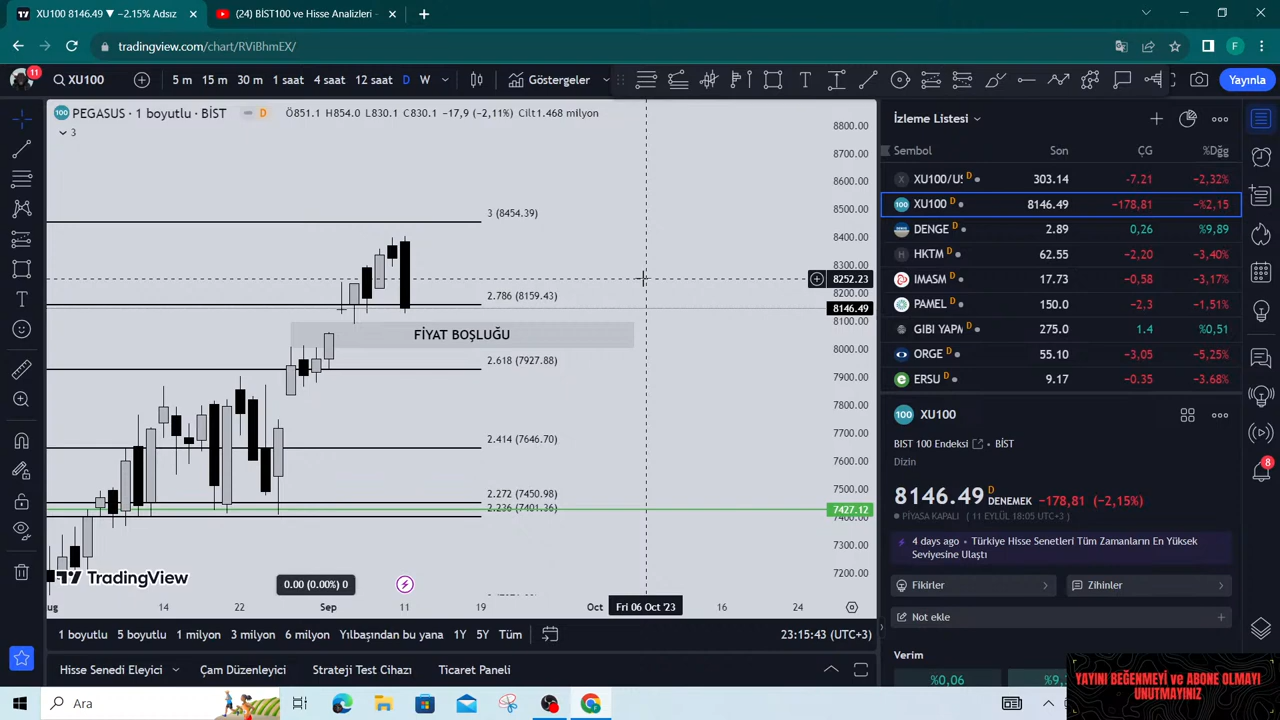 XU100 8146.49 ▼ −2.15% Adsız
(24) BİST100 ve Hisse Analizleri -
tradingview.com/chart/RViBhmEX/
11
XU100
5 m 15 m 30 m 1 saat 4 saat 12 saat D W
Göstergeler
Yayınla
PEGASUS · 1 boyutlu · BİST
D
Ö851.1 H854.0 L830.1 C830.1 −17,9 (−2,11%) Cilt1.468 milyon
3
8800.00
8700.00
8600.00
8500.00
8400.00
8300.00
8252.23
8200.00
8146.49
8100.00
8000.00
7900.00
7800.00
7700.00
7600.00
7500.00
7427.12
7400.00
7300.00
7200.00
3 (8454.39)
2.786 (8159.43)
FİYAT BOŞLUĞU
2.618 (7927.88)
2.414 (7646.70)
2.272 (7450.98)
2.236 (7401.36)
TradingView
0.00 (0.00%) 0
ug 14 22 Sep 11 19 Oct Fri 06 Oct '23 16 24
1 boyutlu 5 boyutlu 1 milyon 3 milyon 6 milyon Yılbaşından bu yana 1Y 5Y Tüm
23:15:43 (UTC+3)
Hisse Senedi Eleyici Çam Düzenleyici Strateji Test Cihazı Ticaret Paneli
İzleme Listesi
Sembol Son ÇG %Dğg
XU100/U D 303.14 -7.21 −2,32%
XU100 D 8146.49 −178,81 −%2,15
DENGE D 2.89 0,26 %9,89
HKTM D 62.55 −2,20 −3,40%
IMASM D 17.73 −0,58 −3,17%
PAMEL D 150.0 −2,3 −1,51%
GIBI YAPM 275.0 1.4 %0,51
ORGE D 55.10 −3,05 −5,25%
ERSU D 9.17 −0.35 −3.68%
100 XU100
BIST 100 Endeksi · BİST
Dizin
8146.49 D DENEMEK −178,81 (−2,15%)
PİYASA KAPALI ( 11 EYLÜL 18:05 UTC+3 )
4 days ago • Türkiye Hisse Senetleri Tüm Zamanların En Yüksek
Seviyesine Ulaştı
Fikirler
Zihinler
Not ekle
Verim
%0,06
8
Ara
YAYINI BEĞENMEYİ ve ABONE OLMAYI
UNUTMAYINIZ